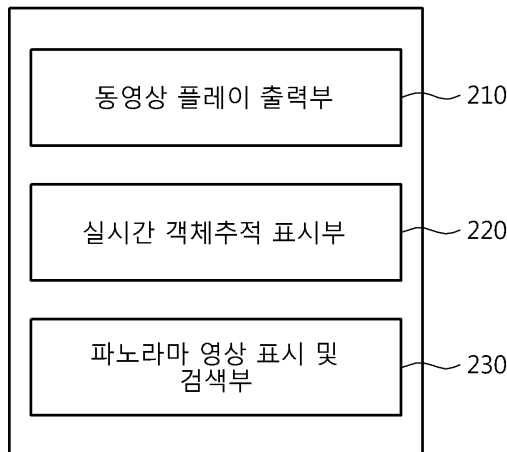 동영상 플레이 출력부
210
실시간 객체추적 표시부
220
파노라마 영상 표시 및
검색부
230